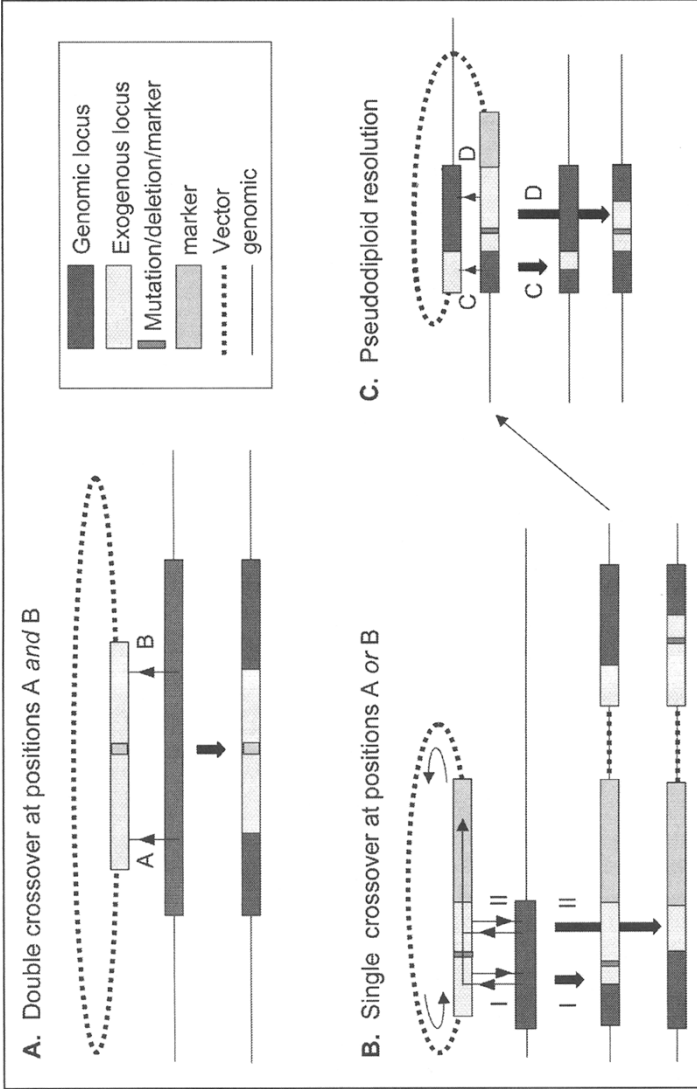 A. Double crossover at positions A and B
A
B
Genomic locus
Exogenous locus
Mutation/deletion/marker
marker
Vector
genomic
B. Single crossover at positions A or B
I
II
I
II
C. Pseudodiploid resolution
C
D
C
D